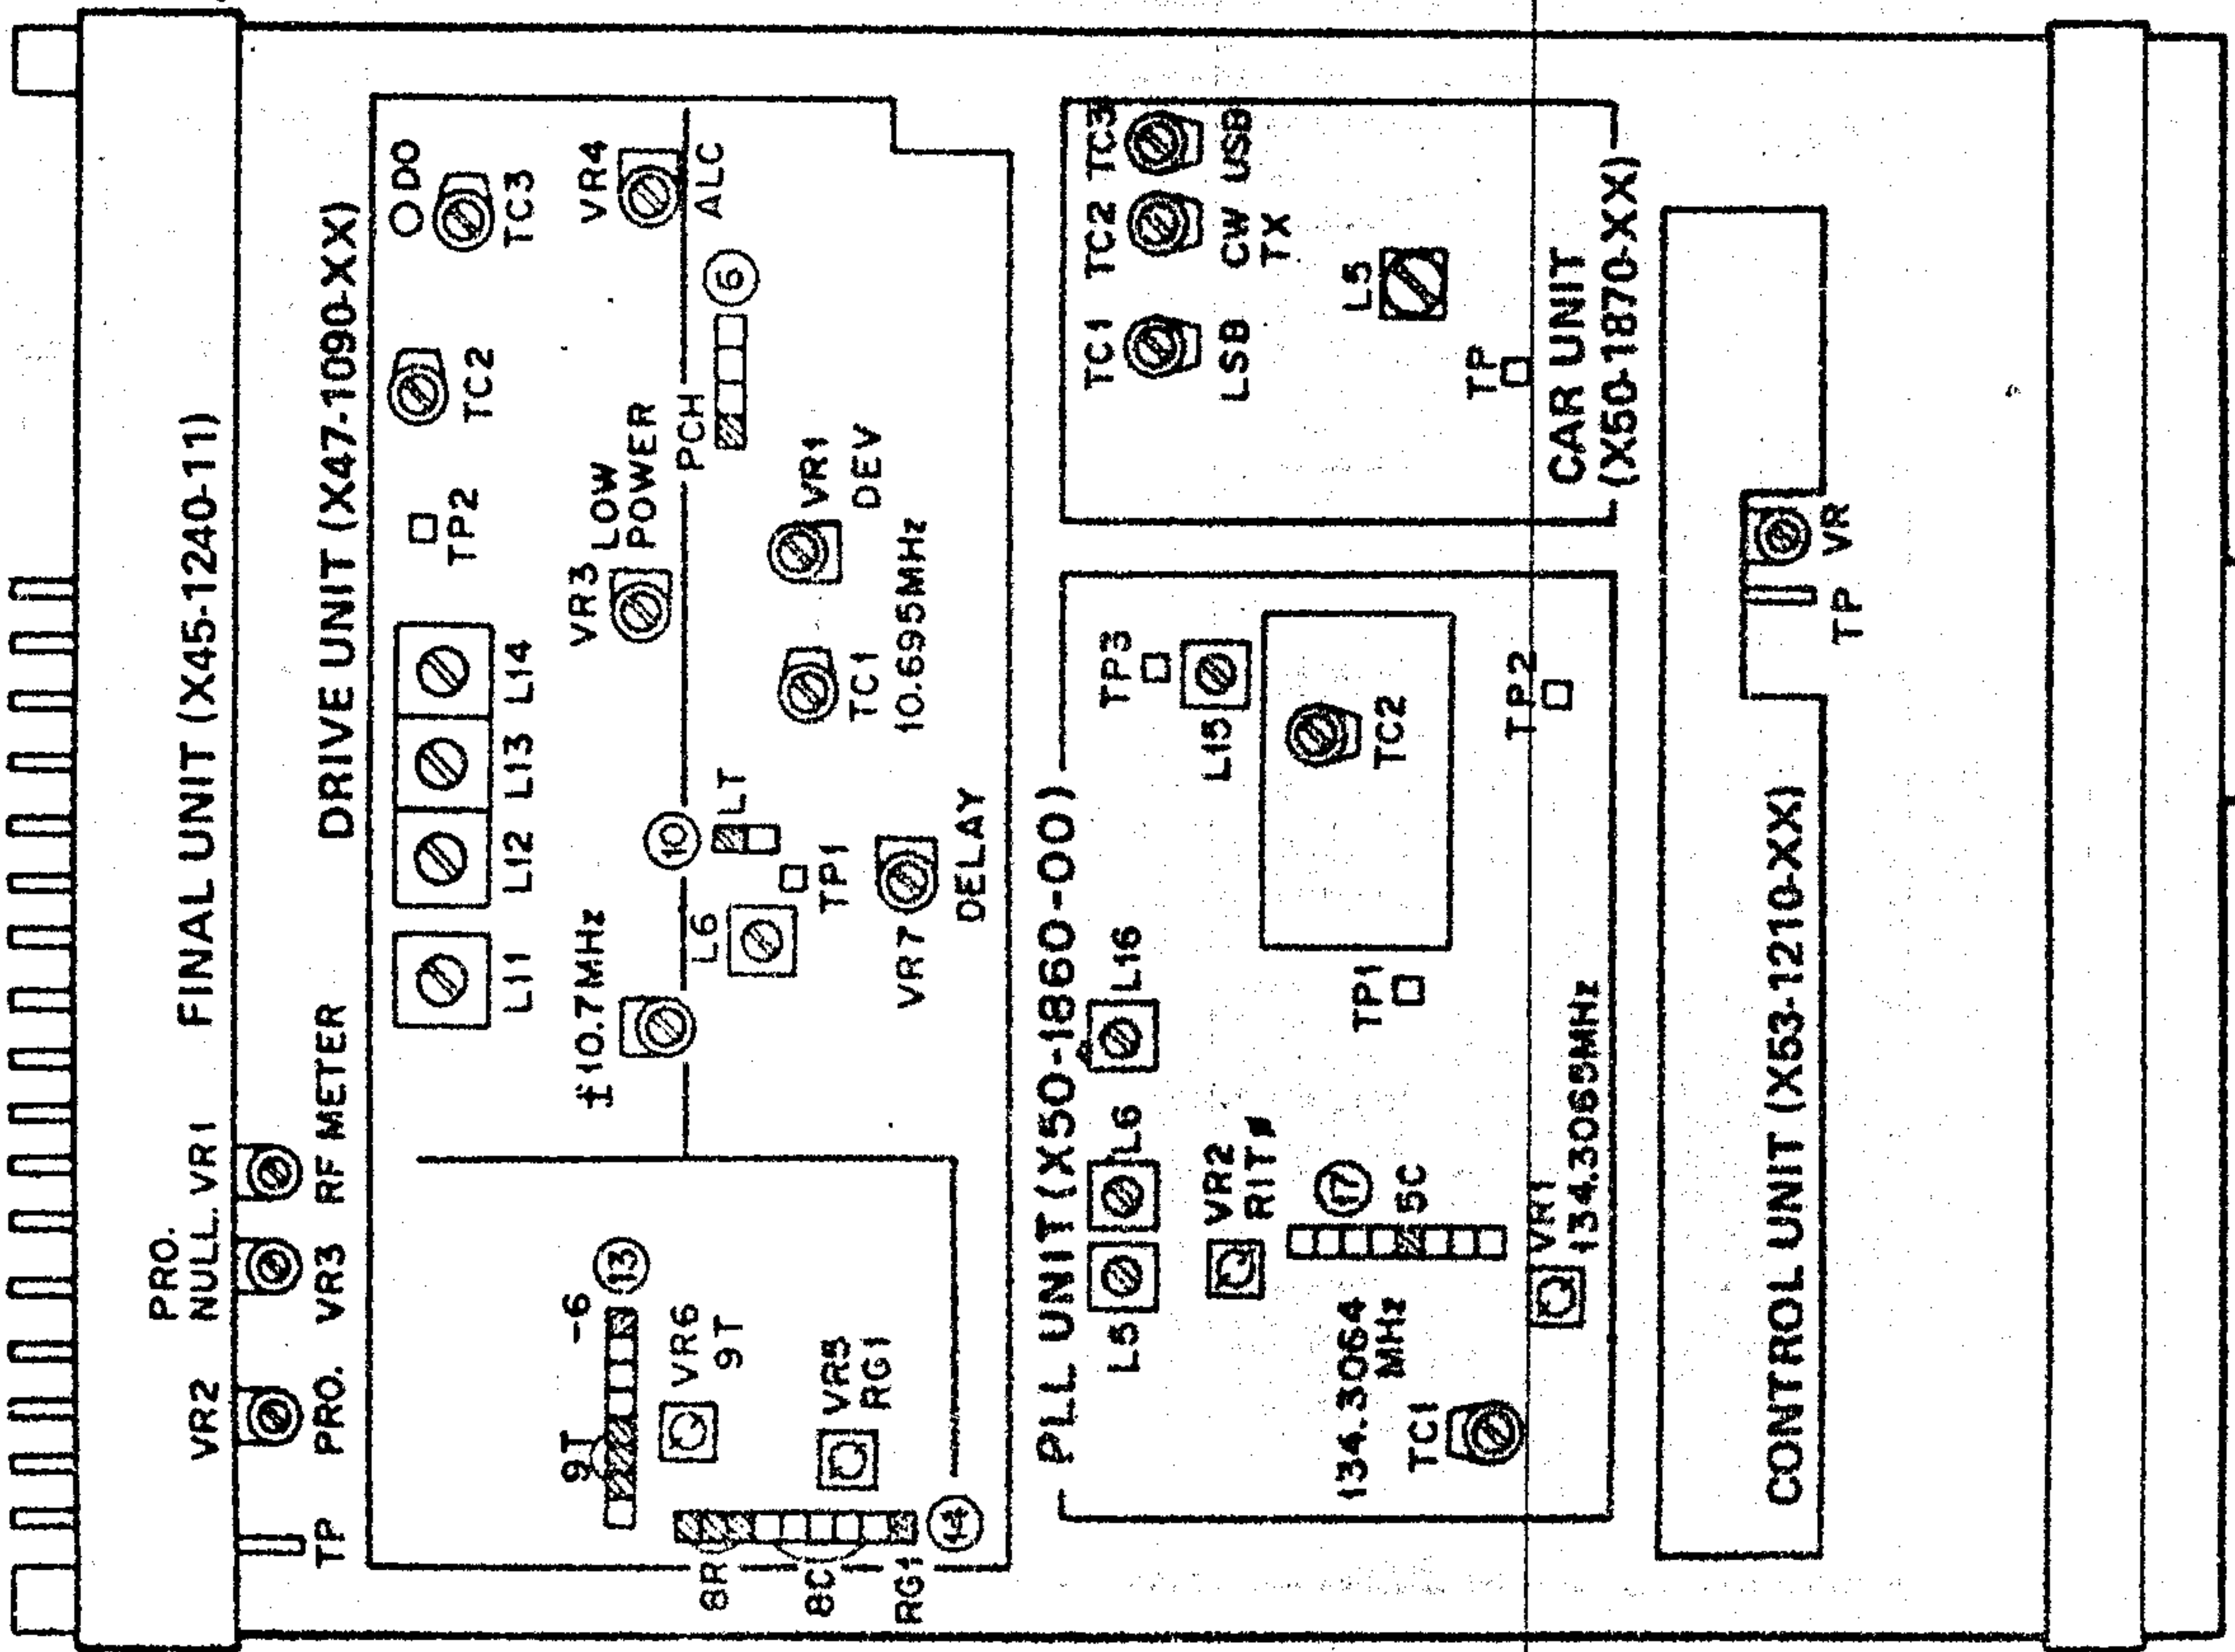 FINAL UNIT (X45-1240-11)
PRO.
NULL. VR1
VR2
TP
PRO.
VR3
RF METER
DRIVE UNIT (X47-1090-XX)
DO
TC3
TC2
TP2
L14
L13
L12
L11
VR4
ALC
VR3
LOW
POWER
PCH
6
VR1
DEV
TC1
10.695MHz
10
LT
TP1
L6
±10.7MHz
VR7
DELAY
-6
13
9T
VR6
9T
VR5
RG1
8R
8C
RG1
14
PLL UNIT (X50-1860-00)
L5
L6
L16
TP3
L15
TC2
TP2
TP1
VR2
RIT
17
5C
VR1
134.3065MHz
134.3064
MHz
TC1
TC1
TC2
TC3
LSB
CW
TX
USB
L5
TP
CAR UNIT
(X50-1870-XX)
CONTROL UNIT (X53-1210-XX)
TP
VR